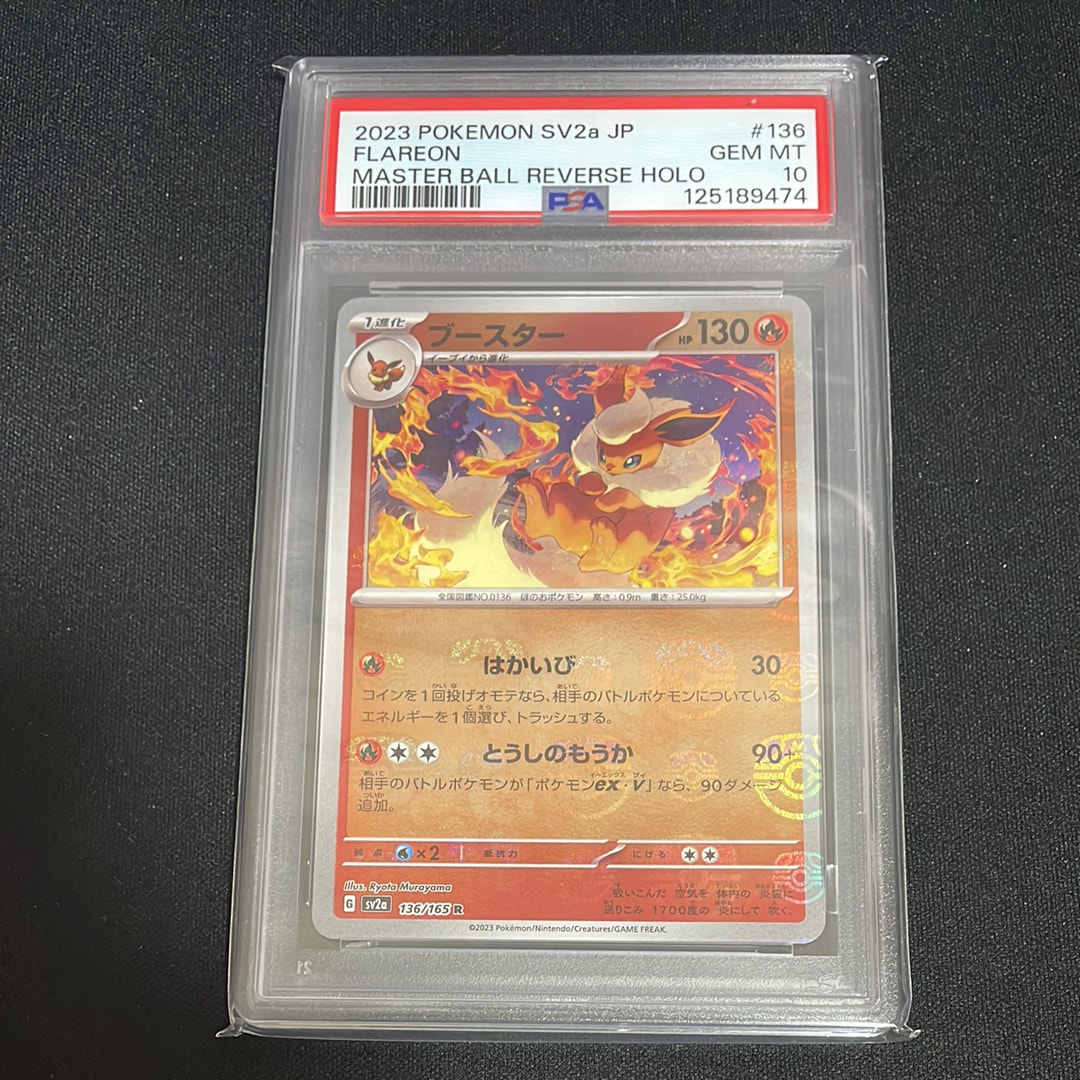 2023 POKEMON SV2a JP #136
FLAREON GEM MT
MASTER BALL REVERSE HOLO 10
PSA 125189474
1進化 ブースター HP 130
イーブイから進化
全国図鑑NO.0136 ほのおポケモン 高さ:0.9m 重さ:25.0kg
はかいび 30
コインを1回投げオモテなら、相手のバトルポケモンについている
エネルギーを1個選び、トラッシュする。
とうしのもうか 90+
相手のバトルポケモンが「ポケモンex・V」なら、90ダメージ
追加。
弱点 ×2 抵抗力 にげる
Illus. Ryota Murayama
G sv2a 136/165 R
吸いこんだ 空気を 体内の 炎袋に
送りこみ 1700度の 炎にして 吹く。
©2023 Pokémon/Nintendo/Creatures/GAME FREAK.